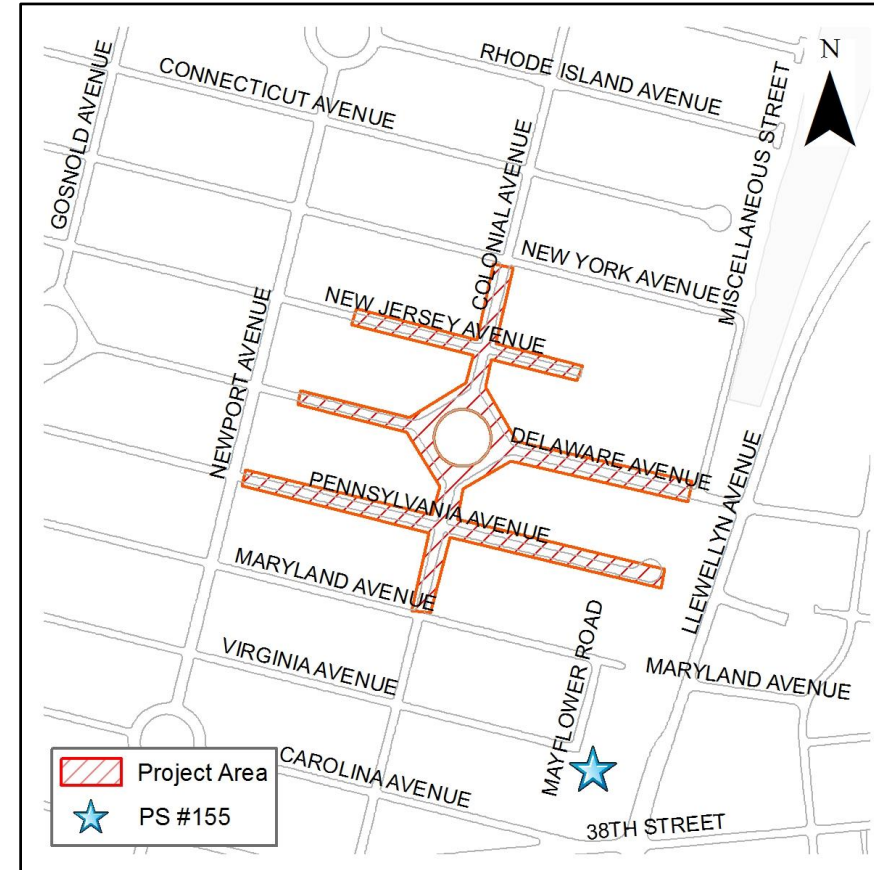 RHODE ISLAND AVENUE
N
GOSNOLD AVENUE
CONNECTICUT AVENUE
MISCELLANEOUS STREET
COLONIAL AVENUE
NEW YORK AVENUE
NEW JERSEY AVENUE
NEWPORT AVENUE
DELAWARE AVENUE
PENNSYLVANIA AVENUE
LLEWELLYN AVENUE
MARYLAND AVENUE
MAYFLOWER ROAD
VIRGINIA AVENUE
MARYLAND AVENUE
CAROLINA AVENUE
38TH STREET
Project Area
PS #155